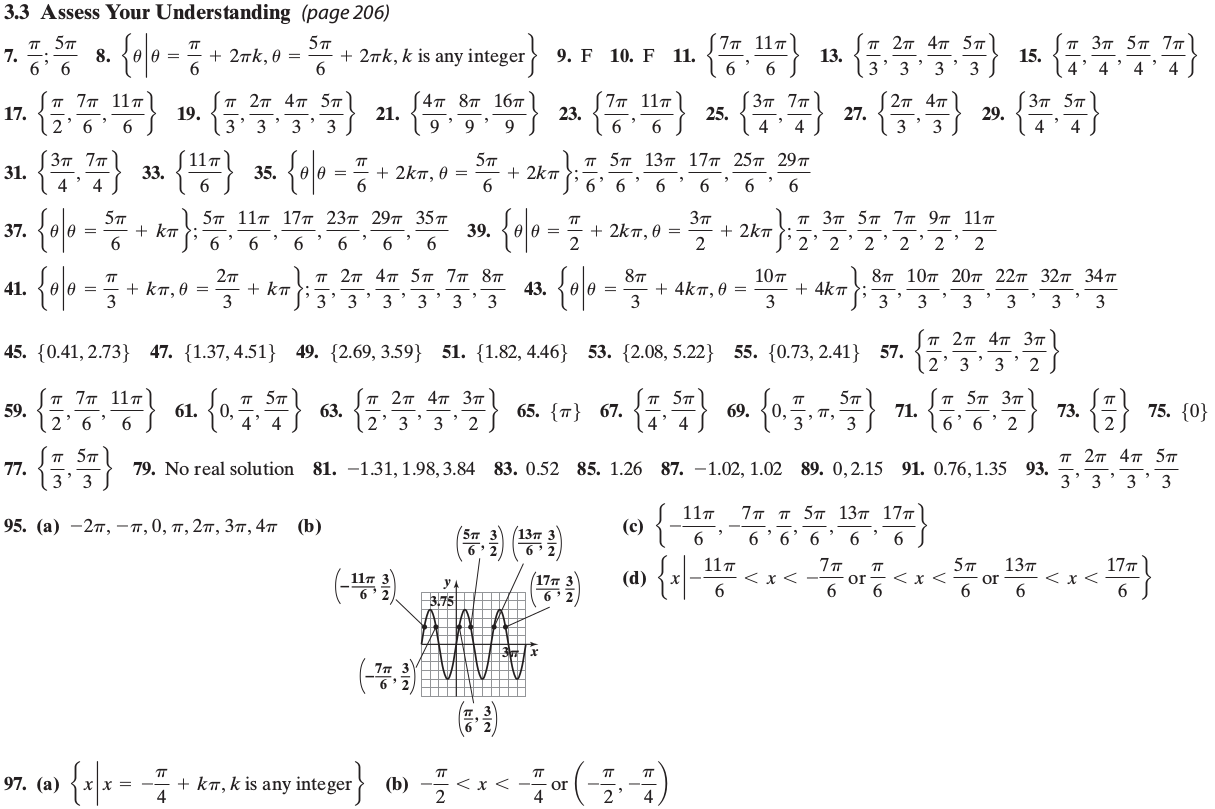 3.3 Assess Your Understanding (page 206)
7. π/6; 5π/6 8. {θ|θ = π/6 + 2πk, θ = 5π/6 + 2πk, k is any integer} 9. F 10. F 11. {7π/6, 11π/6} 13. {π/3, 2π/3, 4π/3, 5π/3} 15. {π/4, 3π/4, 5π/4, 7π/4}
17. {π/2, 7π/6, 11π/6} 19. {π/3, 2π/3, 4π/3, 5π/3} 21. {4π/9, 8π/9, 16π/9} 23. {7π/6, 11π/6} 25. {3π/4, 7π/4} 27. {2π/3, 4π/3} 29. {3π/4, 5π/4}
31. {3π/4, 7π/4} 33. {11π/6} 35. {θ|θ = π/6 + 2kπ, θ = 5π/6 + 2kπ}; π/6, 5π/6, 13π/6, 17π/6, 25π/6, 29π/6
37. {θ|θ = 5π/6 + kπ}; 5π/6, 11π/6, 17π/6, 23π/6, 29π/6, 35π/6 39. {θ|θ = π/2 + 2kπ, θ = 3π/2 + 2kπ}; π/2, 3π/2, 5π/2, 7π/2, 9π/2, 11π/2
41. {θ|θ = π/3 + kπ, θ = 2π/3 + kπ}; π/3, 2π/3, 4π/3, 5π/3, 7π/3, 8π/3 43. {θ|θ = 8π/3 + 4kπ, θ = 10π/3 + 4kπ}; 8π/3, 10π/3, 20π/3, 22π/3, 32π/3, 34π/3
45. {0.41, 2.73} 47. {1.37, 4.51} 49. {2.69, 3.59} 51. {1.82, 4.46} 53. {2.08, 5.22} 55. {0.73, 2.41} 57. {π/2, 2π/3, 4π/3, 3π/2}
59. {π/2, 7π/6, 11π/6} 61. {0, π/4, 5π/4} 63. {π/2, 2π/3, 4π/3, 3π/2} 65. {π} 67. {π/4, 5π/4} 69. {0, π/3, π, 5π/3} 71. {π/6, 5π/6, 3π/2} 73. {π/2} 75. {0}
77. {π/3, 5π/3} 79. No real solution 81. −1.31, 1.98, 3.84 83. 0.52 85. 1.26 87. −1.02, 1.02 89. 0, 2.15 91. 0.76, 1.35 93. π/3, 2π/3, 4π/3, 5π/3
95. (a) −2π, −π, 0, π, 2π, 3π, 4π (b)
(5π/6, 3/2) (13π/6, 3/2)
(−11π/6, 3/2) y (17π/6, 3/2)
3.75
3π x
(−7π/6, 3/2)
(π/6, 3/2)
(c) {−11π/6, −7π/6, π/6, 5π/6, 13π/6, 17π/6}
(d) {x|−11π/6 < x < −7π/6 or π/6 < x < 5π/6 or 13π/6 < x < 17π/6}
97. (a) {x|x = −π/4 + kπ, k is any integer} (b) −π/2 < x < −π/4 or (−π/2, −π/4)